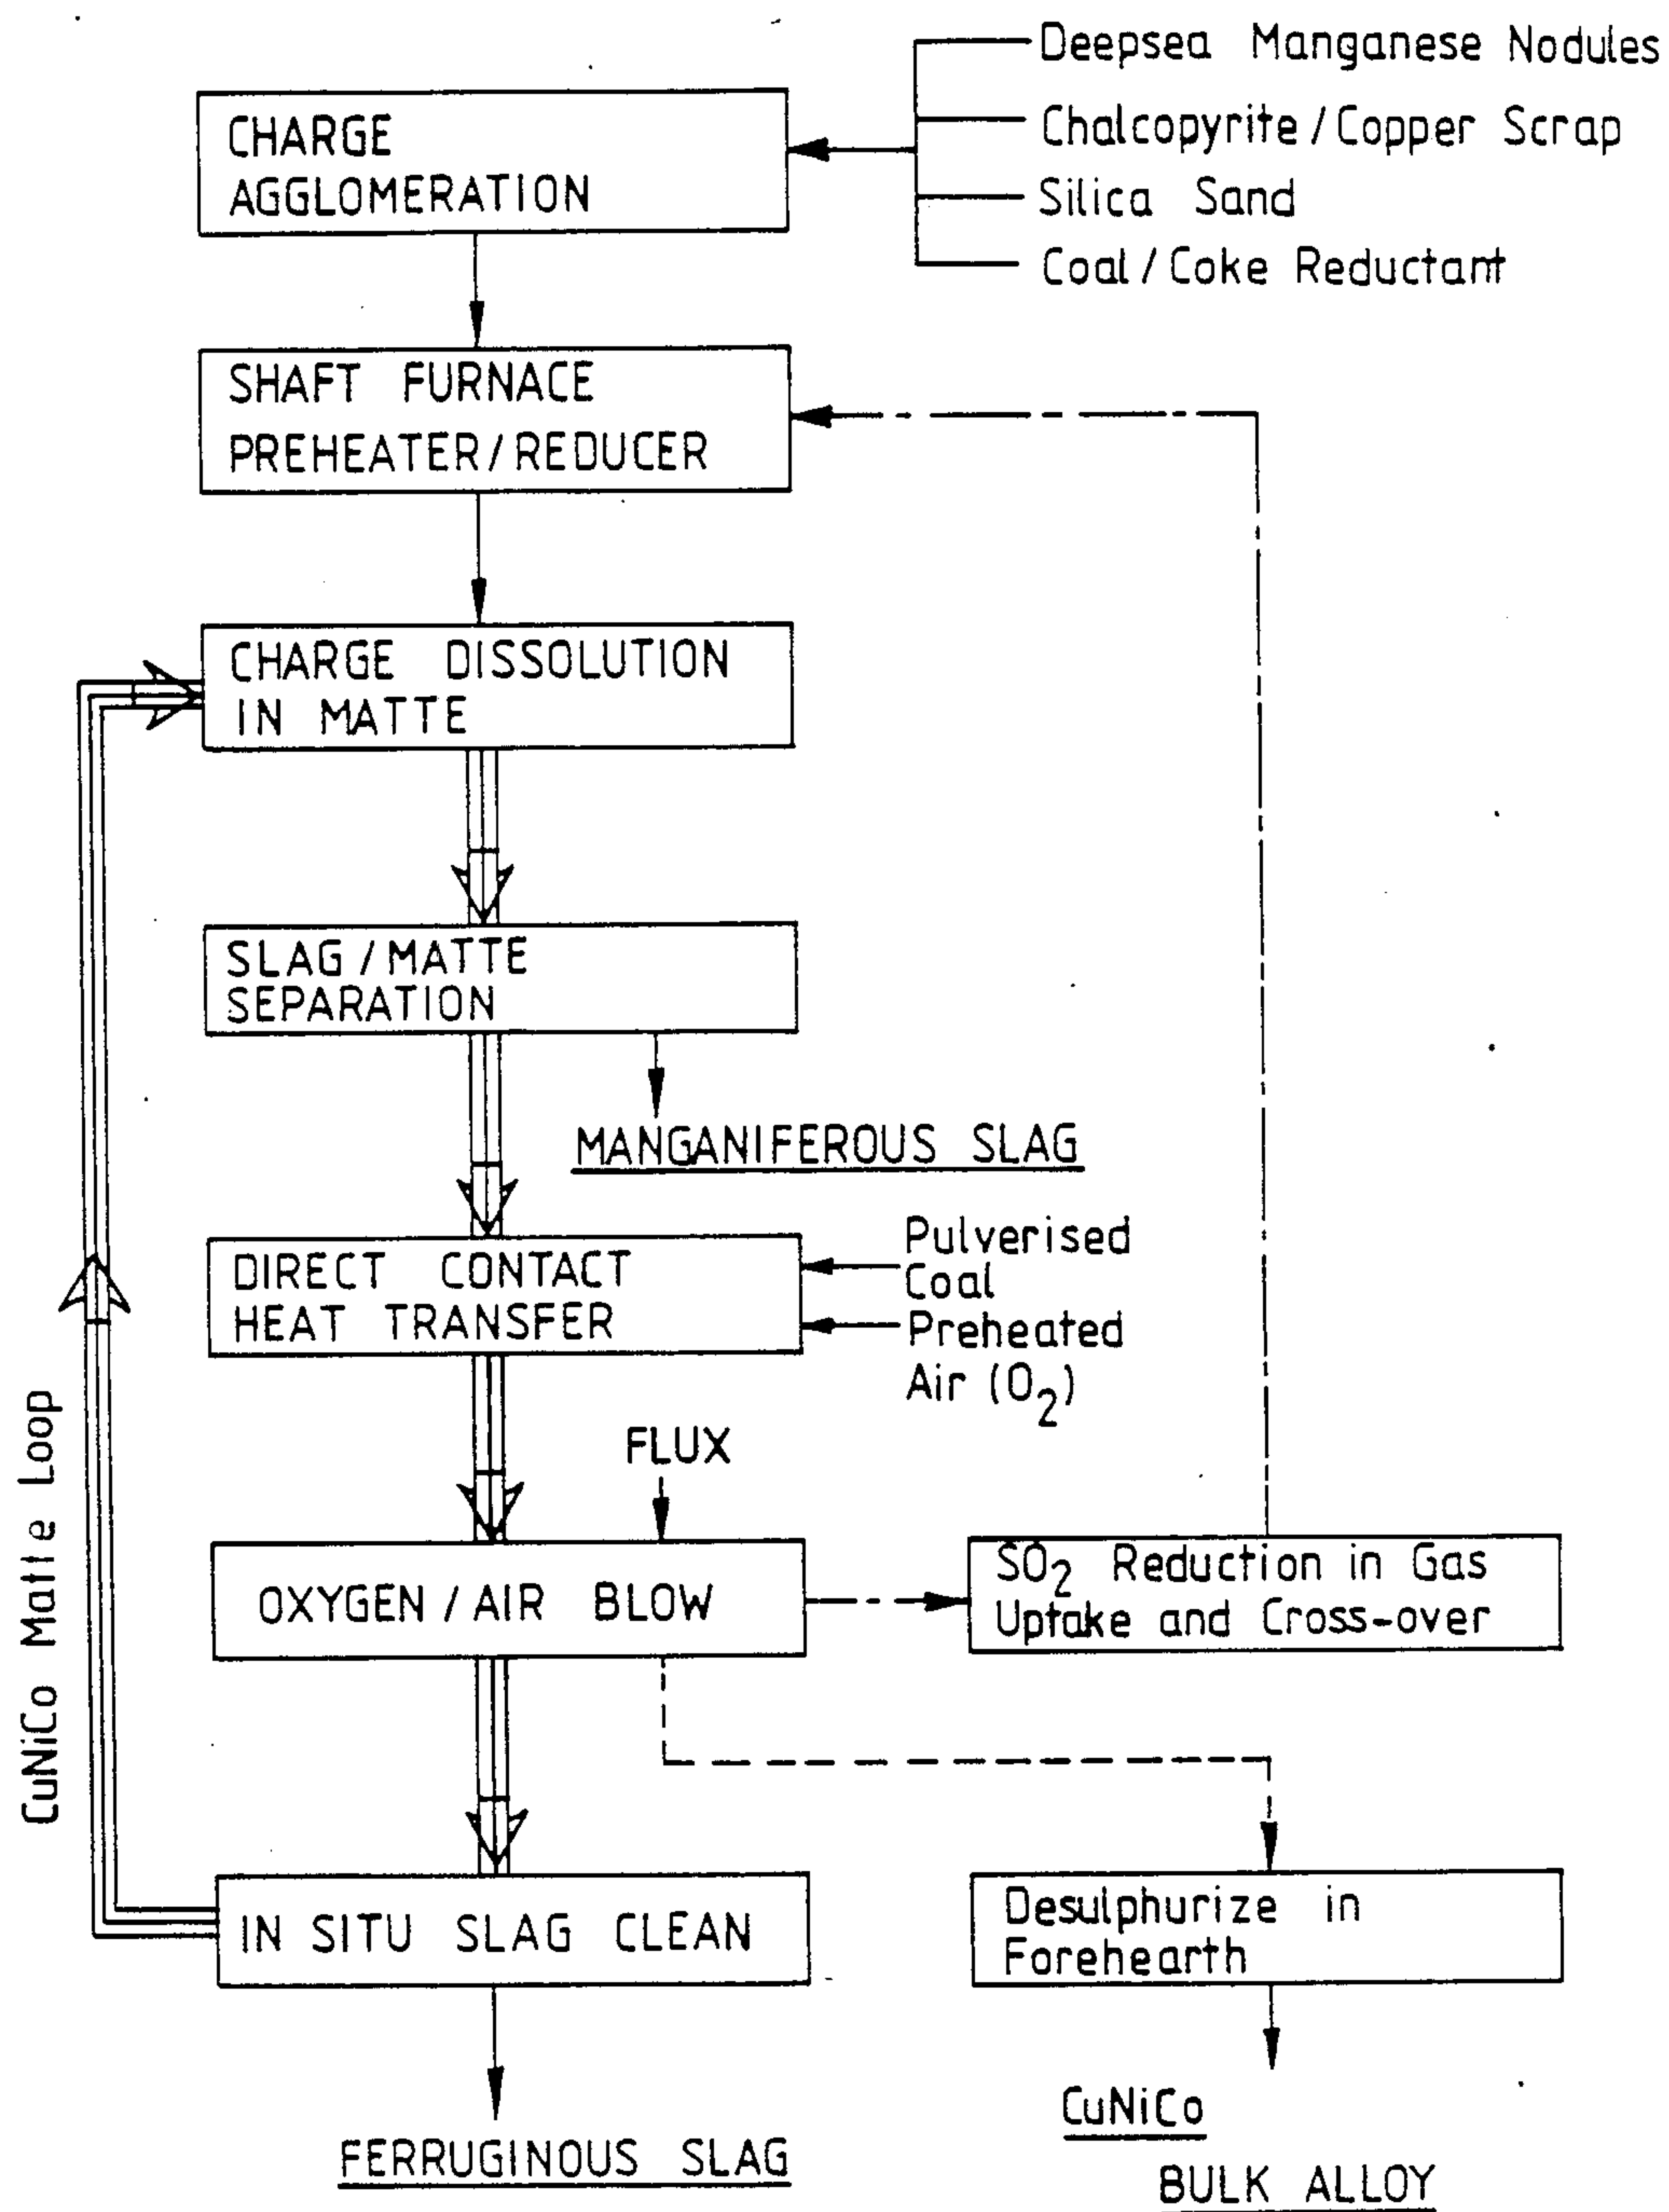 Deepsea Manganese Nodules
Chalcopyrite/Copper Scrap
Silica Sand
Coal/Coke Reductant
CHARGE
AGGLOMERATION
SHAFT FURNACE
PREHEATER/REDUCER
CHARGE DISSOLUTION
IN MATTE
SLAG/MATTE
SEPARATION
MANGANIFEROUS SLAG
DIRECT CONTACT
HEAT TRANSFER
Pulverised
Coal
Preheated
Air (O2)
FLUX
OXYGEN/AIR BLOW
SO2 Reduction in Gas
Uptake and Cross-over
CuNiCo Matte Loop
IN SITU SLAG CLEAN
Desulphurize in
Forehearth
FERRUGINOUS SLAG
CuNiCo
BULK ALLOY